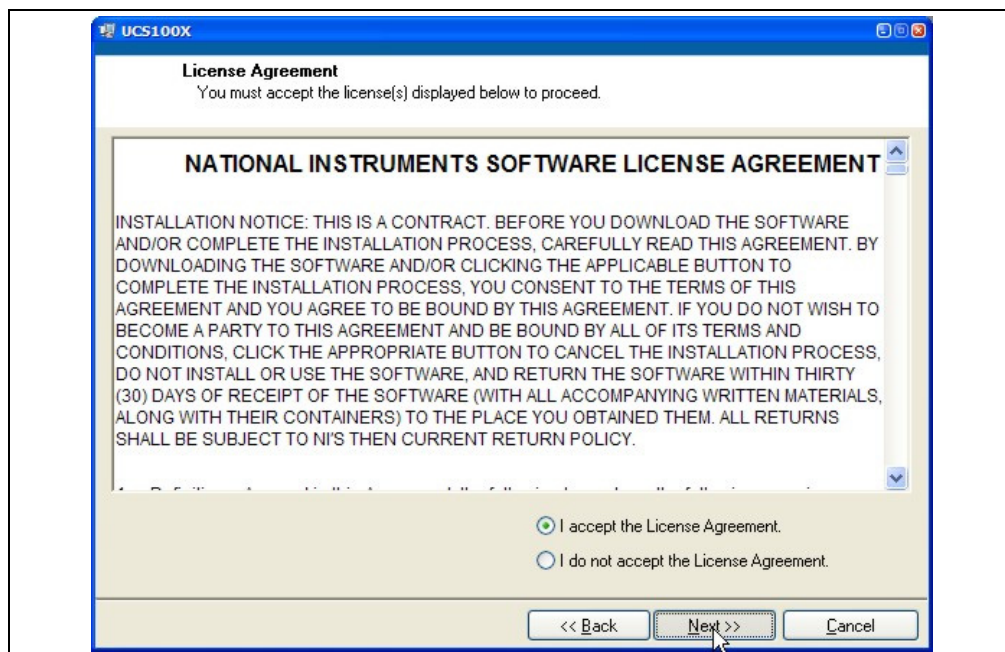 UCS100X
License Agreement
You must accept the license(s) displayed below to proceed.
NATIONAL INSTRUMENTS SOFTWARE LICENSE AGREEMENT
INSTALLATION NOTICE: THIS IS A CONTRACT. BEFORE YOU DOWNLOAD THE SOFTWARE
AND/OR COMPLETE THE INSTALLATION PROCESS, CAREFULLY READ THIS AGREEMENT. BY
DOWNLOADING THE SOFTWARE AND/OR CLICKING THE APPLICABLE BUTTON TO
COMPLETE THE INSTALLATION PROCESS, YOU CONSENT TO THE TERMS OF THIS
AGREEMENT AND YOU AGREE TO BE BOUND BY THIS AGREEMENT. IF YOU DO NOT WISH TO
BECOME A PARTY TO THIS AGREEMENT AND BE BOUND BY ALL OF ITS TERMS AND
CONDITIONS, CLICK THE APPROPRIATE BUTTON TO CANCEL THE INSTALLATION PROCESS,
DO NOT INSTALL OR USE THE SOFTWARE, AND RETURN THE SOFTWARE WITHIN THIRTY
(30) DAYS OF RECEIPT OF THE SOFTWARE (WITH ALL ACCOMPANYING WRITTEN MATERIALS,
ALONG WITH THEIR CONTAINERS) TO THE PLACE YOU OBTAINED THEM. ALL RETURNS
SHALL BE SUBJECT TO NI'S THEN CURRENT RETURN POLICY.
I accept the License Agreement.
I do not accept the License Agreement.
<< Back Next >> Cancel